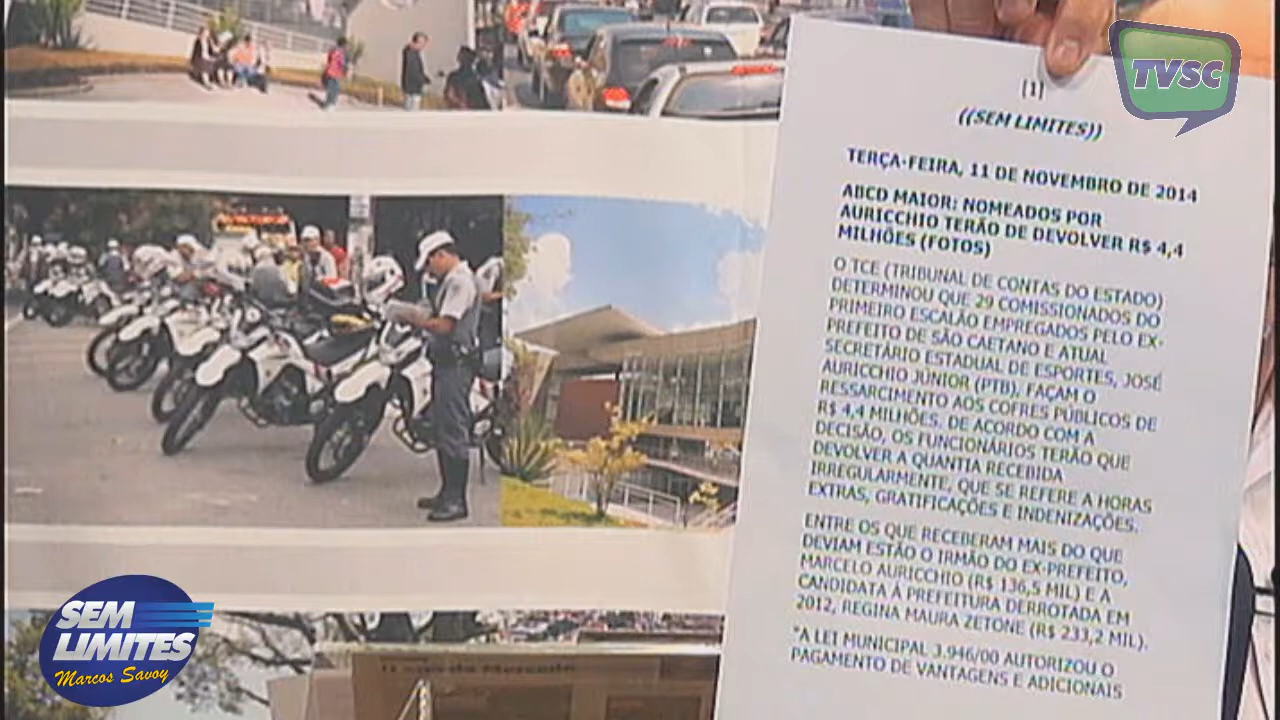 TVSC
[1]
((SEM LIMITES))
TERÇA-FEIRA, 11 DE NOVEMBRO DE 2014
ABCD MAIOR: NOMEADOS POR
AURICCHIO TERÃO DE DEVOLVER R$ 4,4
MILHÕES (FOTOS)
O TCE (TRIBUNAL DE CONTAS DO ESTADO)
DETERMINOU QUE 29 COMISSIONADOS DO
PRIMEIRO ESCALÃO EMPREGADOS PELO EX-
PREFEITO DE SÃO CAETANO E ATUAL
SECRETÁRIO ESTADUAL DE ESPORTES, JOSÉ
AURICCHIO JÚNIOR (PTB), FAÇAM O
RESSARCIMENTO AOS COFRES PÚBLICOS DE
R$ 4,4 MILHÕES. DE ACORDO COM A
DECISÃO, OS FUNCIONÁRIOS TERÃO QUE
DEVOLVER A QUANTIA RECEBIDA
IRREGULARMENTE, QUE SE REFERE A HORAS
EXTRAS, GRATIFICAÇÕES E INDENIZAÇÕES.
ENTRE OS QUE RECEBERAM MAIS DO QUE
DEVIAM ESTÃO O IRMÃO DO EX-PREFEITO,
MARCELO AURICCHIO (R$ 136,5 MIL) E A
CANDIDATA À PREFEITURA DERROTADA EM
2012, REGINA MAURA ZETONE (R$ 233,2 MIL).
"A LEI MUNICIPAL 3.946/00 AUTORIZOU O
PAGAMENTO DE VANTAGENS E ADICIONAIS
SEM
LIMITES
Marcos Savoy